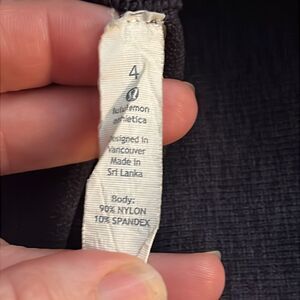 4
lululemon
athletica
Designed in
Vancouver
Made in
Sri Lanka
Body:
90% NYLON
10% SPANDEX